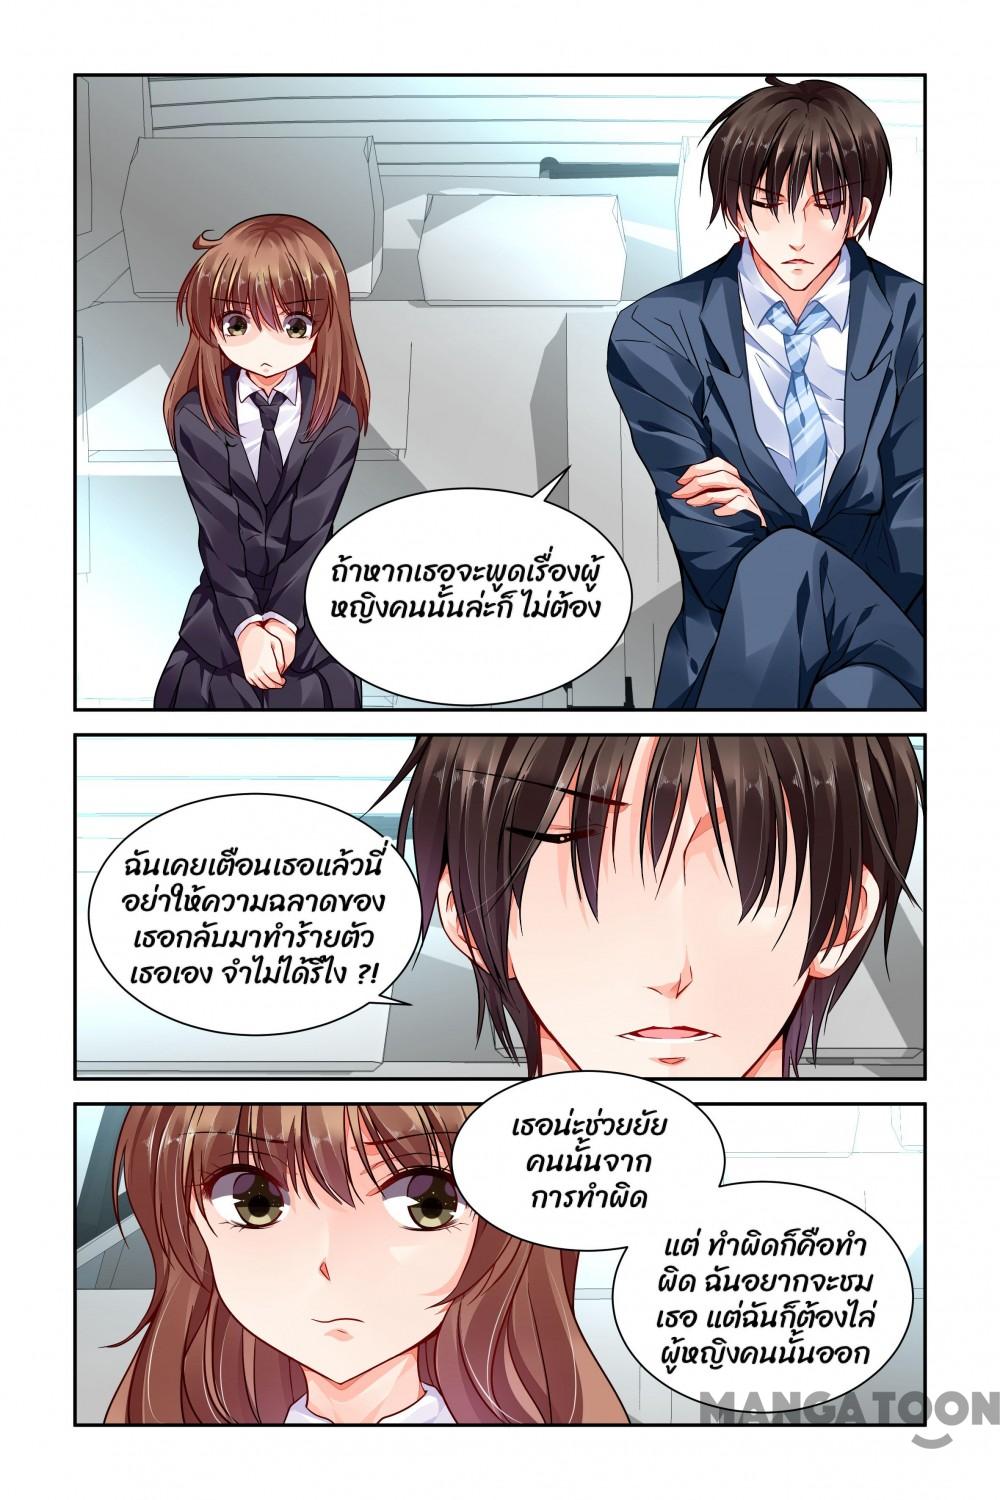 ถ้าหากเธอจะพูดเรื่องผู้
หญิงคนนั้นล่ะก็ ไม่ต้อง
ฉันเคยเตือนเธอแล้วนี่
อย่าให้ความฉลาดของ
เธอกลับมาทำร้ายตัว
เธอเอง จำไม่ได้รึไง ?!
เธอน่ะช่วยยัย
คนนั้นจาก
การทำผิด
แต่ ทำผิดก็คือทำ
ผิด ฉันอยากจะชม
เธอ แต่ฉันก็ต้องไล่
ผู้หญิงคนนั้นออก
MANGATOON